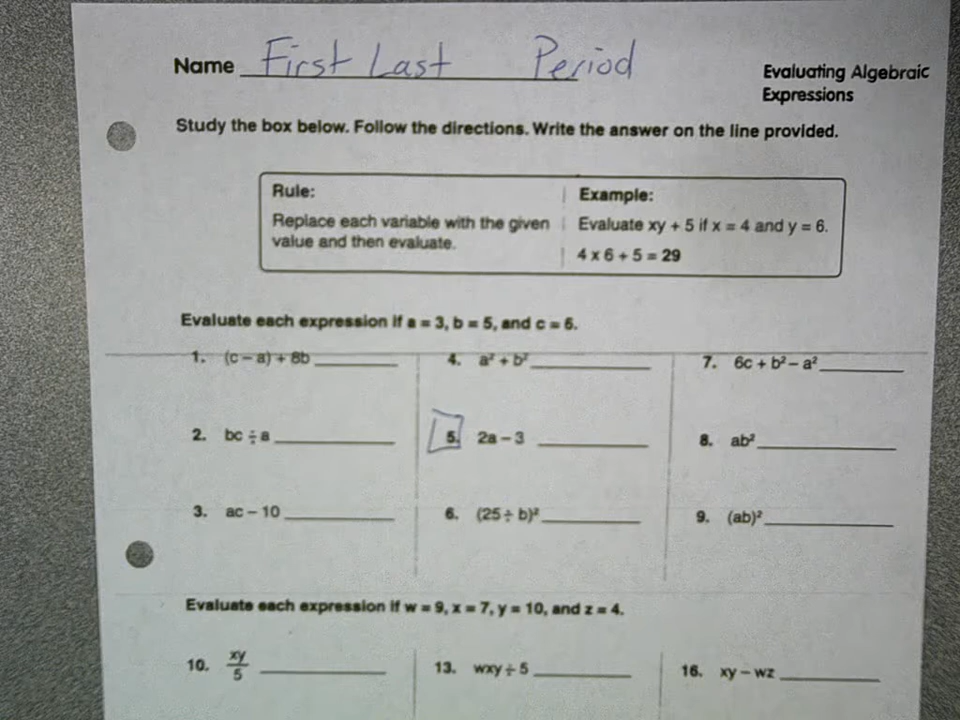 Name First Last Period
Evaluating Algebraic
Expressions
Study the box below. Follow the directions. Write the answer on the line provided.
Rule:
Replace each variable with the given
value and then evaluate.
Example:
Evaluate xy + 5 if x = 4 and y = 6.
4 x 6 + 5 = 29
Evaluate each expression if a = 3, b = 5, and c = 6.
1. (c – a) + 8b
2. bc ÷ a
3. ac – 10
4. a² + b²
5. 2a – 3
6. (25 ÷ b)²
7. 6c + b² – a²
8. ab²
9. (ab)²
Evaluate each expression if w = 9, x = 7, y = 10, and z = 4.
10. xy/5
13. wxy ÷ 5
16. xy – wz